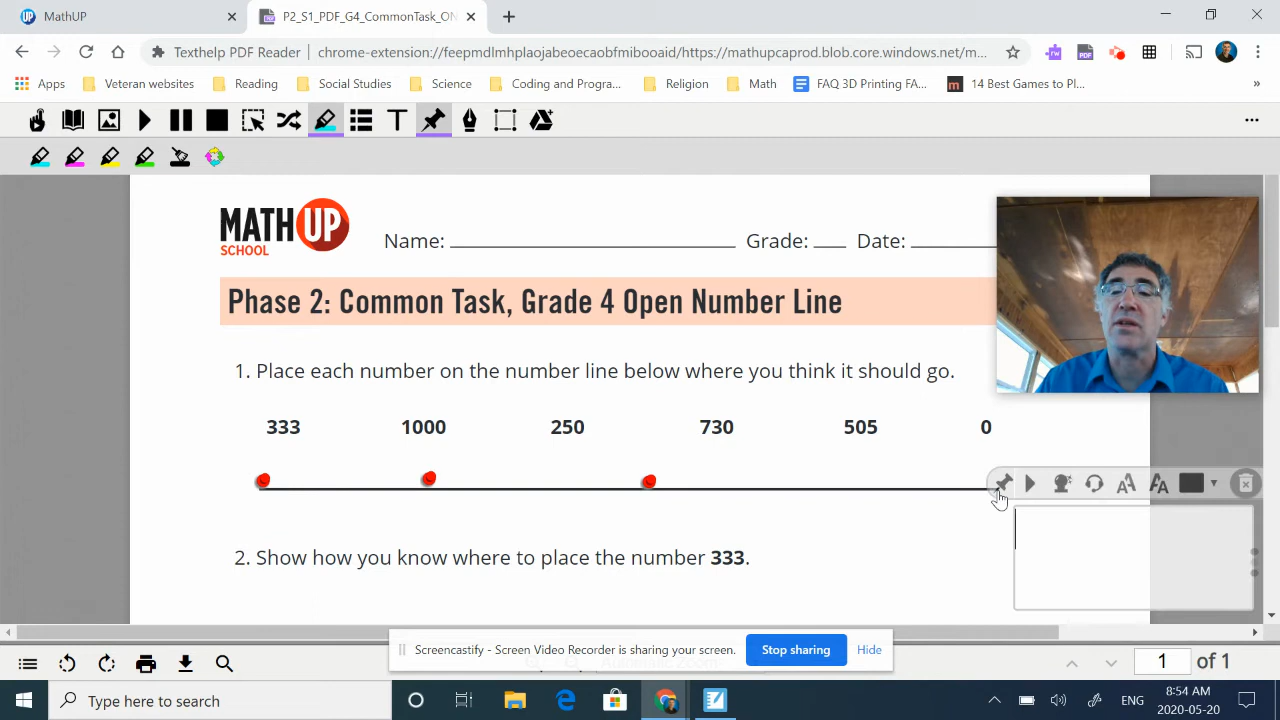 MathUP
P2_S1_PDF_G4_CommonTask_ON
Texthelp PDF Reader | chrome-extension://feepmdlmhplaojabeoecaobfmibooaid/https://mathupcaprod.blob.core.windows.net/m...
Apps Veteran websites Reading Social Studies Science Coding and Progra... Religion Math FAQ 3D Printing FA... 14 Best Games to Pl... »
MATH UP
SCHOOL
Name: Grade: Date:
Phase 2: Common Task, Grade 4 Open Number Line
1. Place each number on the number line below where you think it should go.
333 1000 250 730 505 0
2. Show how you know where to place the number 333.
Screencastify - Screen Video Recorder is sharing your screen. Stop sharing Hide
1 of 1
Type here to search
ENG
8:54 AM
2020-05-20